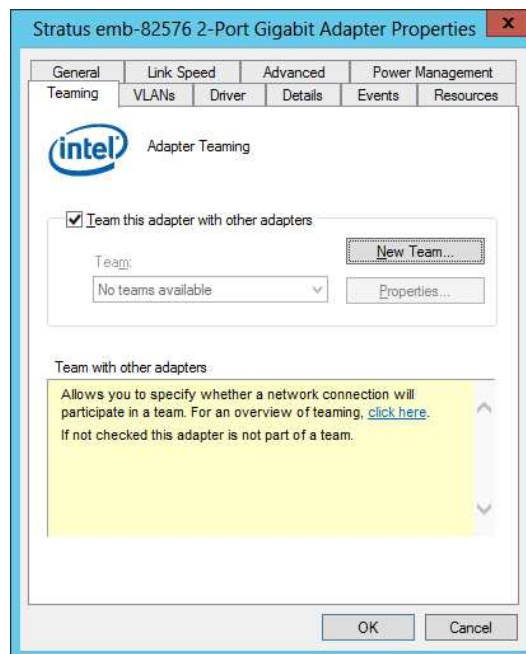 Stratus emb-82576 2-Port Gigabit Adapter Properties x
General Link Speed Advanced Power Management
Teaming VLANs Driver Details Events Resources
intel Adapter Teaming
Team this adapter with other adapters
New Team...
Team:
No teams available Properties...
Team with other adapters
Allows you to specify whether a network connection will
participate in a team. For an overview of teaming, click here.
If not checked this adapter is not part of a team.
OK Cancel